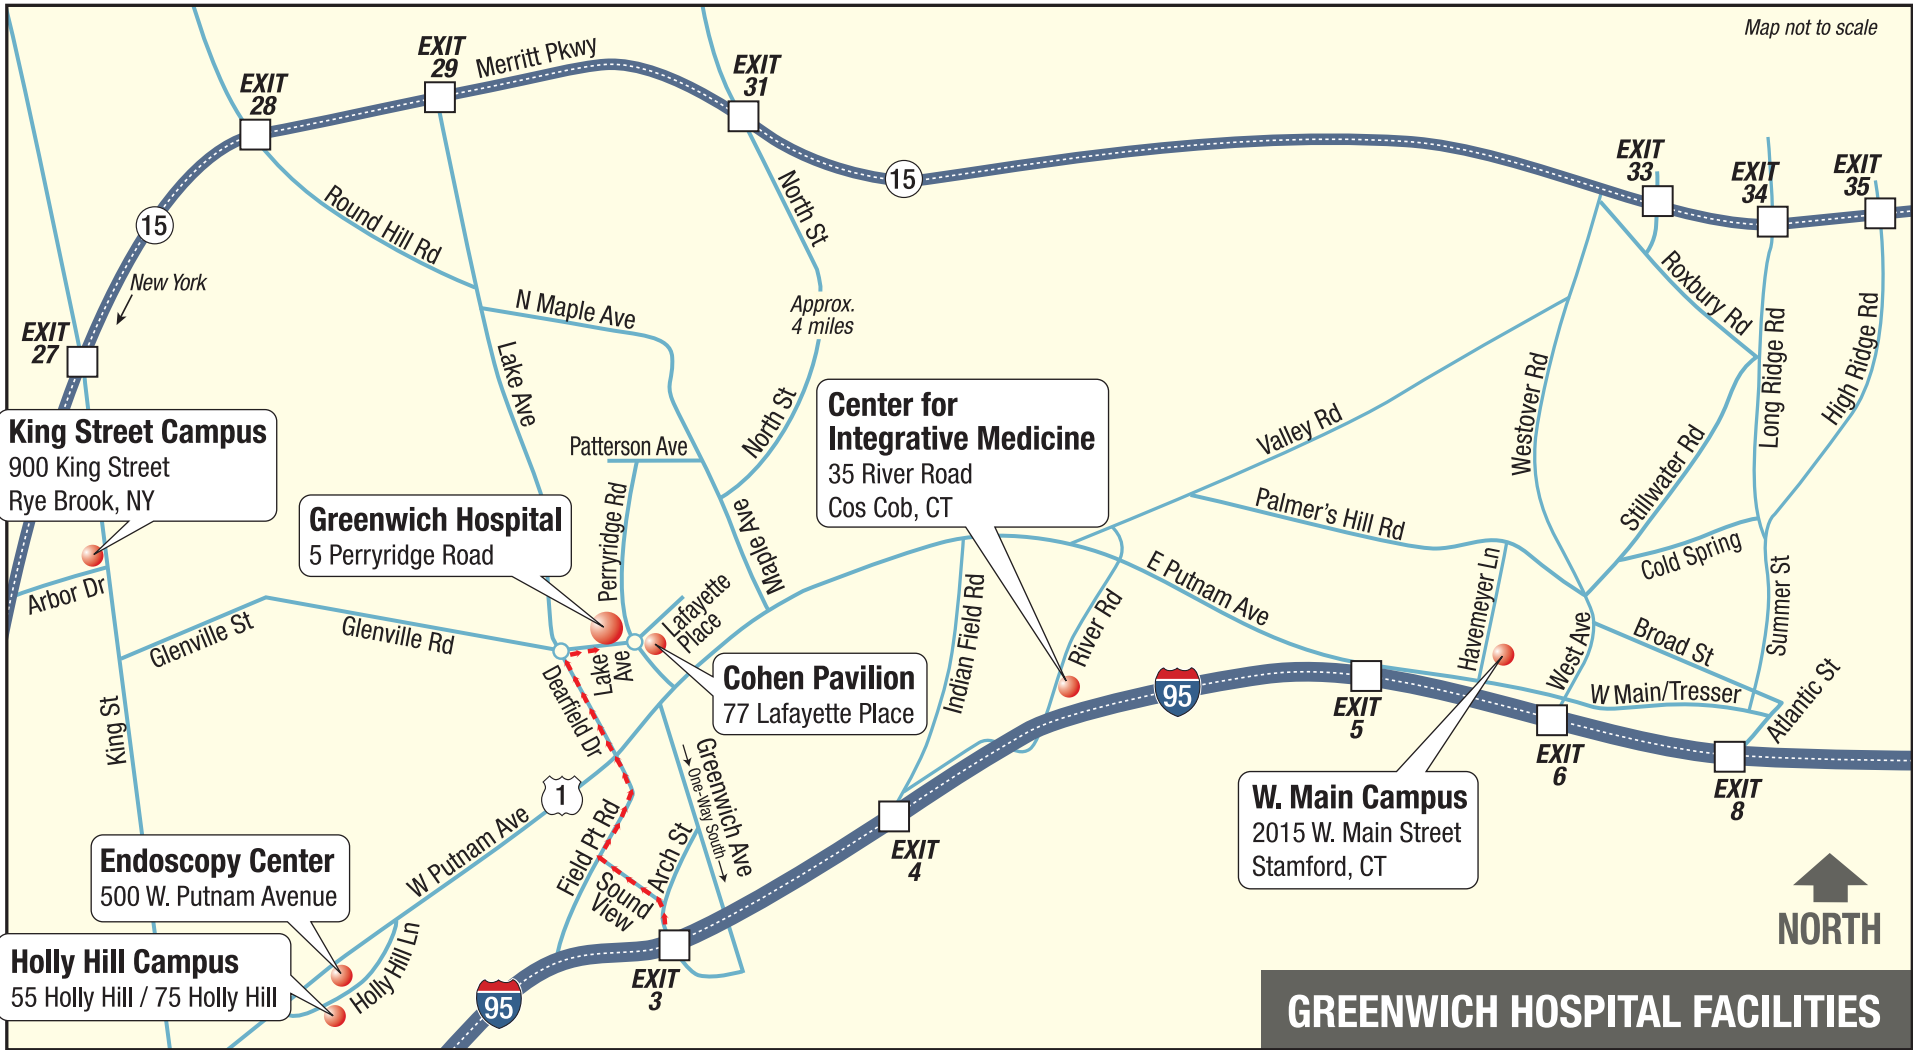 Map not to scale
EXIT
28
EXIT
29
Merritt Pkwy
EXIT
31
15
EXIT
33
EXIT
34
EXIT
35
15
New York
EXIT
27
Round Hill Rd
N Maple Ave
North St
Approx.
4 miles
North St
Lake Ave
Patterson Ave
Perryridge Rd
Maple Ave
Roxbury Rd
Long Ridge Rd
High Ridge Rd
Westover Rd
Valley Rd
Palmer's Hill Rd
Stillwater Rd
Cold Spring
Summer St
King Street Campus
900 King Street
Rye Brook, NY
Greenwich Hospital
5 Perryridge Road
Center for
Integrative Medicine
35 River Road
Cos Cob, CT
Arbor Dr
Glenville St
Glenville Rd
King St
Lafayette
Place
Lake
Ave
Dearfield Dr
Cohen Pavilion
77 Lafayette Place
Indian Field Rd
River Rd
E Putnam Ave
Havemeyer Ln
West Ave
Broad St
W Main/Tresser
Atlantic St
95
EXIT
5
EXIT
6
EXIT
8
EXIT
4
1
W Putnam Ave
Field Pt Rd
Sound
View
Arch St
Greenwich Ave
One-Way South
EXIT
3
95
Endoscopy Center
500 W. Putnam Avenue
Holly Hill Campus
55 Holly Hill / 75 Holly Hill
Holly Hill Ln
W. Main Campus
2015 W. Main Street
Stamford, CT
NORTH
GREENWICH HOSPITAL FACILITIES